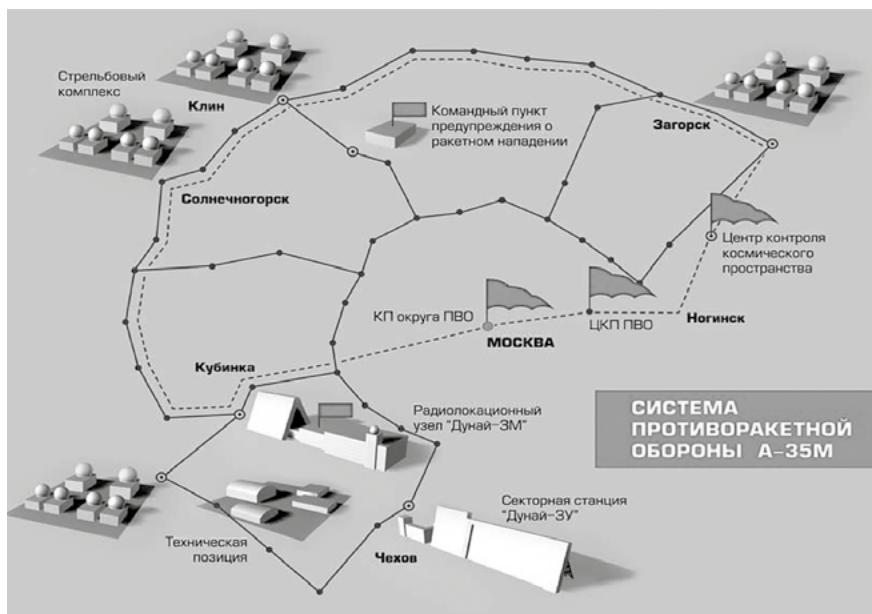 Стрельбовый
комплекс
Клин
Командный пункт
предупреждения о
ракетном нападении
Загорск
Солнечногорск
Центр контроля
космического
пространства
КП округа ПВО
МОСКВА
ЦКП ПВО
Ногинск
Кубинка
Радиолокационный
узел "Дунай-3М"
СИСТЕМА
ПРОТИВОРАКЕТНОЙ
ОБОРОНЫ А-35М
Секторная станция
"Дунай-3У"
Техническая
позиция
Чехов